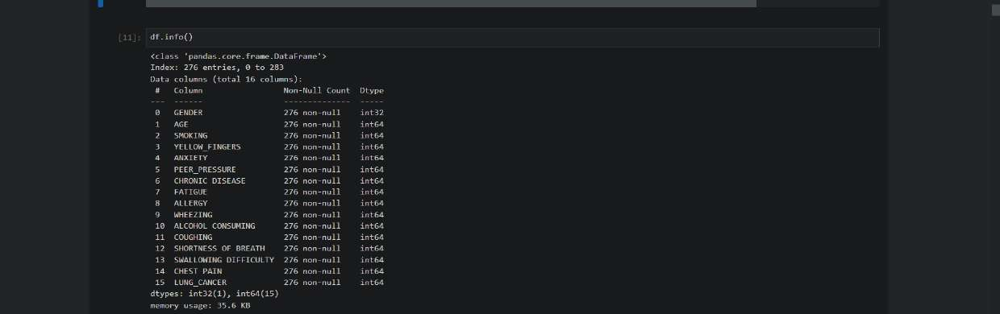 [11]: df.info()
<class 'pandas.core.frame.DataFrame'>
Index: 276 entries, 0 to 283
Data columns (total 16 columns):
 #   Column                 Non-Null Count  Dtype
---  ------                 --------------  -----
 0   GENDER                 276 non-null    int32
 1   AGE                    276 non-null    int64
 2   SMOKING                276 non-null    int64
 3   YELLOW_FINGERS         276 non-null    int64
 4   ANXIETY                276 non-null    int64
 5   PEER_PRESSURE          276 non-null    int64
 6   CHRONIC DISEASE        276 non-null    int64
 7   FATIGUE                276 non-null    int64
 8   ALLERGY                276 non-null    int64
 9   WHEEZING               276 non-null    int64
 10  ALCOHOL CONSUMING      276 non-null    int64
 11  COUGHING               276 non-null    int64
 12  SHORTNESS OF BREATH    276 non-null    int64
 13  SWALLOWING DIFFICULTY  276 non-null    int64
 14  CHEST PAIN             276 non-null    int64
 15  LUNG_CANCER            276 non-null    int64
dtypes: int32(1), int64(15)
memory usage: 35.6 KB